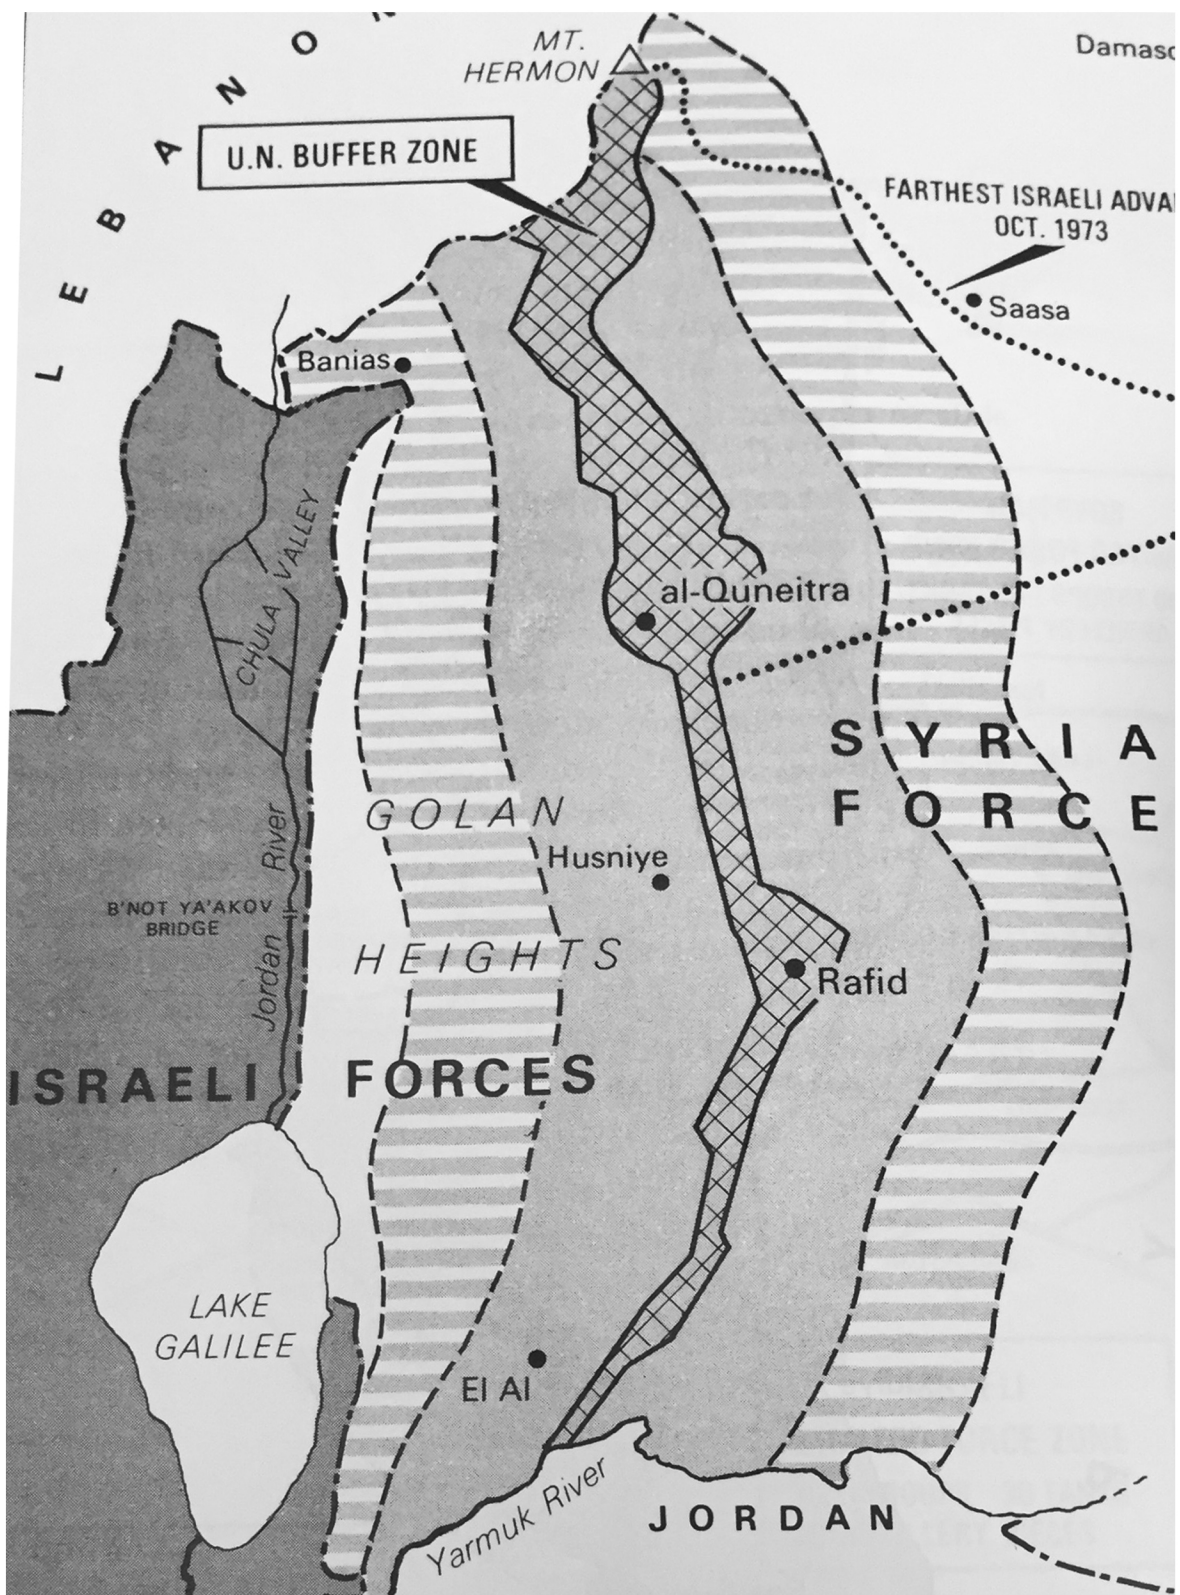 LEBANON
MT.
HERMON
Damasc
U.N. BUFFER ZONE
FARTHEST ISRAELI ADVA
OCT. 1973
Saasa
Banias
CHULA VALLEY
al-Quneitra
SYRIA
FORCE
GOLAN
Husniye
Jordan River
B'NOT YA'AKOV
BRIDGE
HEIGHTS
Rafid
ISRAELI FORCES
LAKE
GALILEE
El Al
Yarmuk River
JORDAN